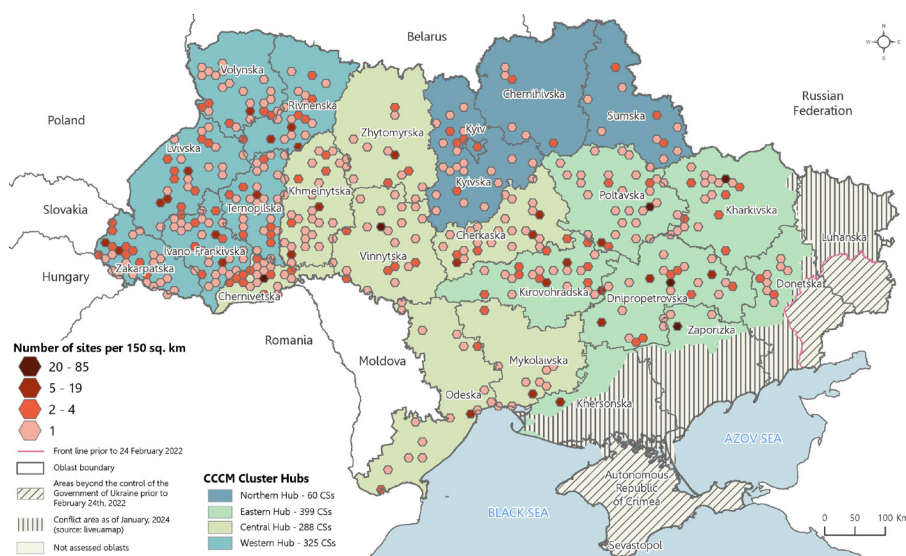 Belarus
N
W
E
S
Volynska
Rivnenska
Chernihivska
Sumska
Russian
Federation
Poland
Zhytomyrska
Kyiv
Lvivska
Khmelnytska
Kyivska
Poltavska
Kharkivska
Slovakia
Ternopilska
Cherkaska
Luhanska
Ivano-Frankivska
Zakarpatska
Vinnytska
Hungary
Chernivetska
Kirovohradska
Dnipropetrovska
Donetska
Romania
Moldova
Zaporizka
Mykolaivska
Odeska
Khersonska
Number of sites per 150 sq. km
20 - 85
5 - 19
2 - 4
1
Front line prior to 24 February 2022
Oblast boundary
Areas beyond the control of the
Government of Ukraine prior to
February 24th, 2022
Conflict area as of January, 2024
(source: liveuamap)
Not assessed oblasts
CCCM Cluster Hubs
Northern Hub - 60 CSs
Eastern Hub - 399 CSs
Central Hub - 288 CSs
Western Hub - 325 CSs
AZOV SEA
BLACK SEA
Autonomous
Republic
of Crimea
Sevastopol
0 50 100 Km